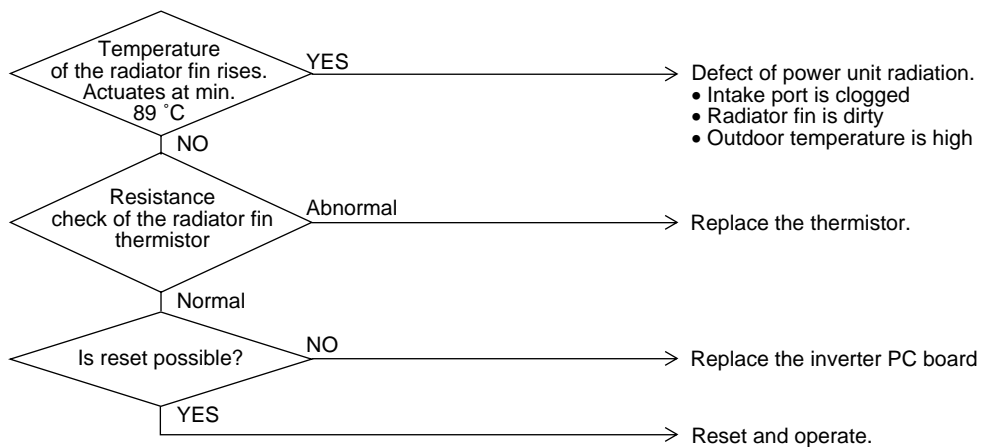 Temperature
of the radiator fin rises.
Actuates at min.
89 ˚C
YES
Defect of power unit radiation.
• Intake port is clogged
• Radiator fin is dirty
• Outdoor temperature is high
NO
Resistance
check of the radiator fin
thermistor
Abnormal
Replace the thermistor.
Normal
Is reset possible?
NO
Replace the inverter PC board
YES
Reset and operate.